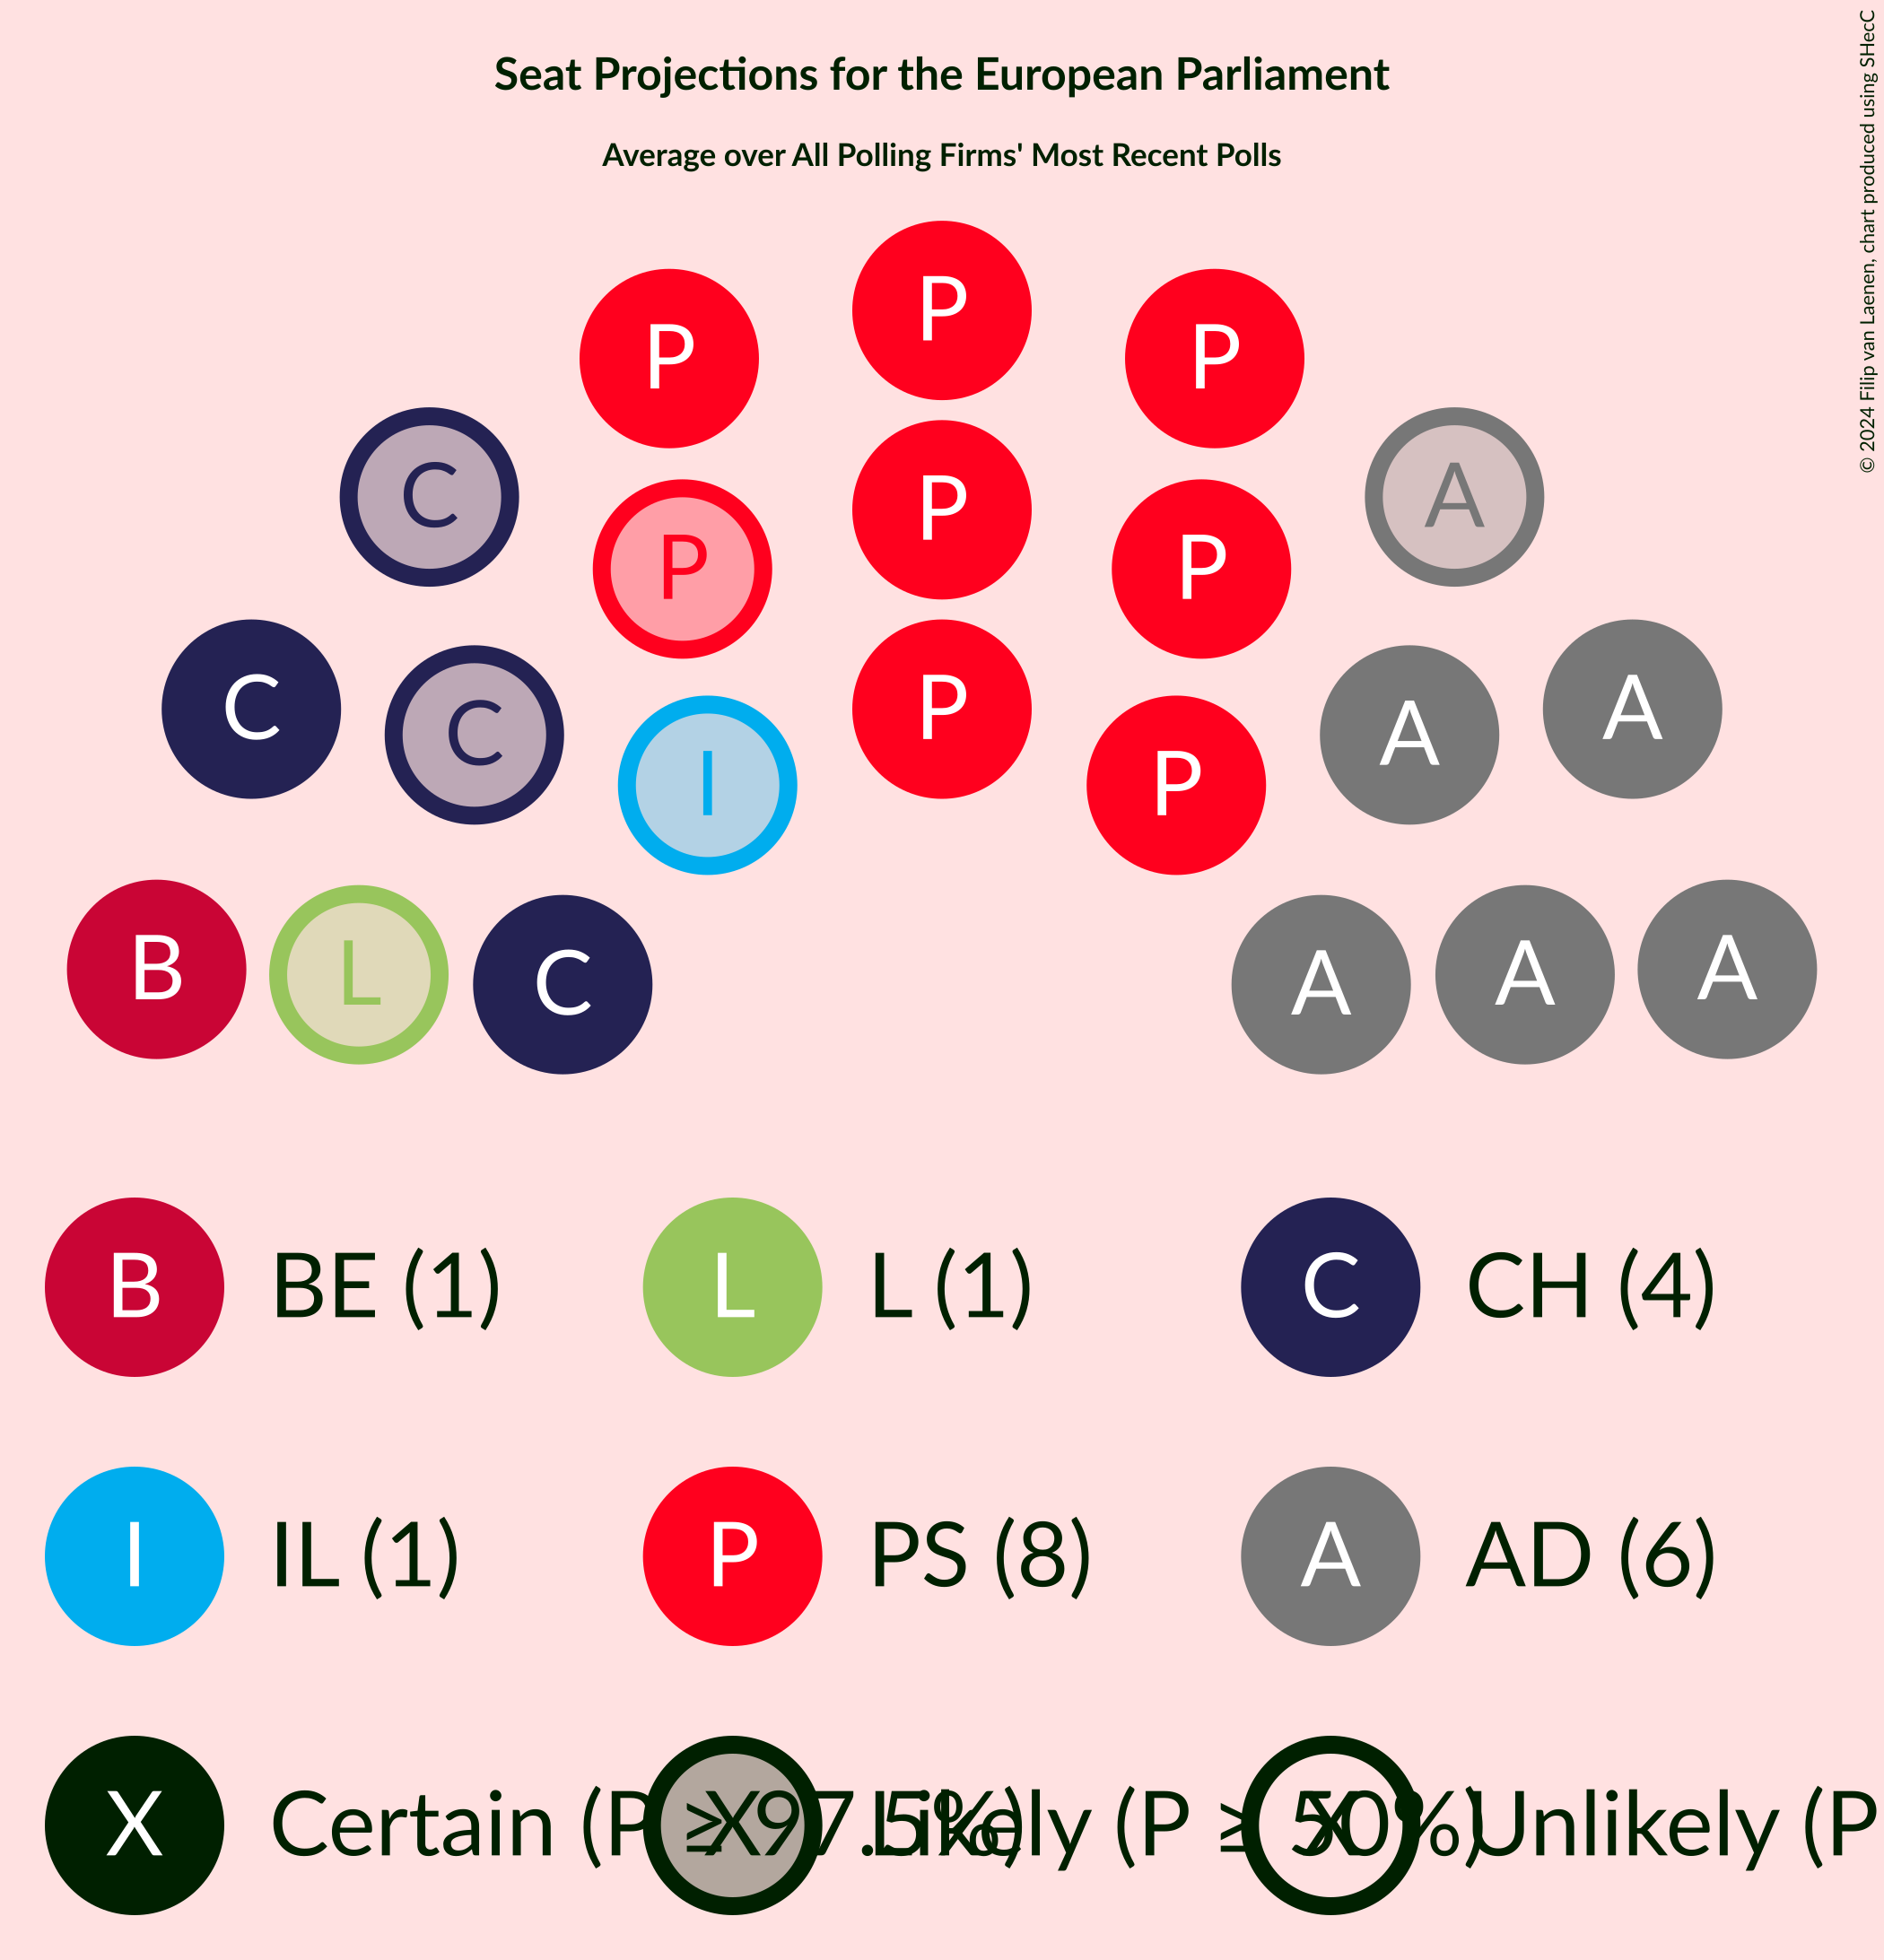 Seat Projections for the European Parliament
Average over All Polling Firms' Most Recent Polls
© 2024 Filip van Laenen, chart produced using SHecC
P
P P
P
C A
P P
P
C A
C A
I P
B A
L A
C A
B BE (1) L L (1) C CH (4)
I IL (1) P PS (8) A AD (6)
X Certain (P ≥ 97.5%) X Likely (P ≥ 50%) X Unlikely (P